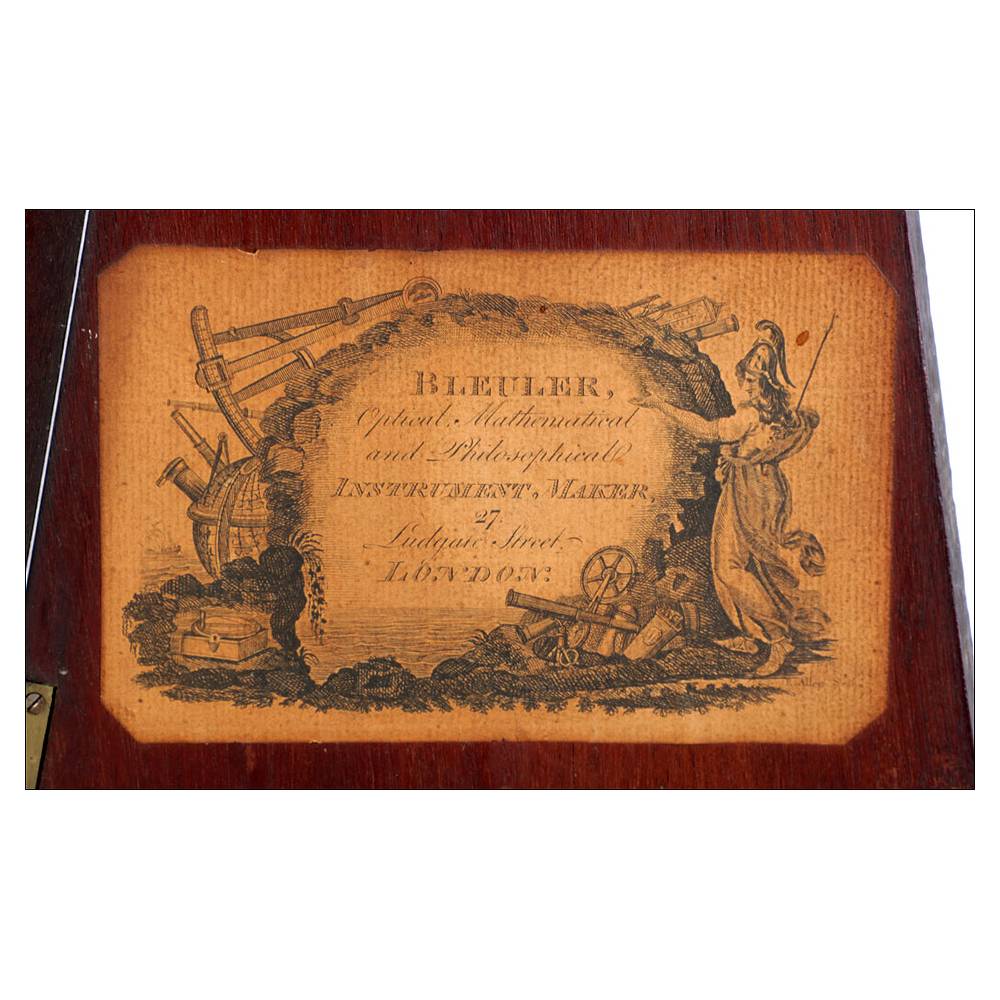 BLEULER,
Optical, Mathematical
and Philosophical
INSTRUMENT, MAKER,
27.
Ludgate Street,
LONDON.